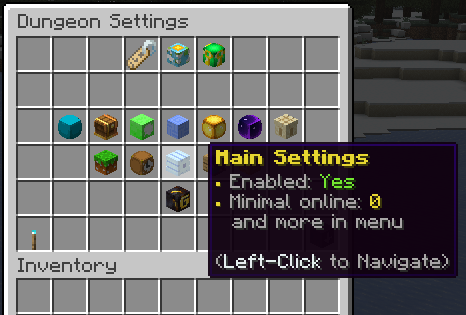 Dungeon Settings
Main Settings
• Enabled: Yes
• Minimal online: 0
and more in menu
(Left-Click to Navigate)
Inventory